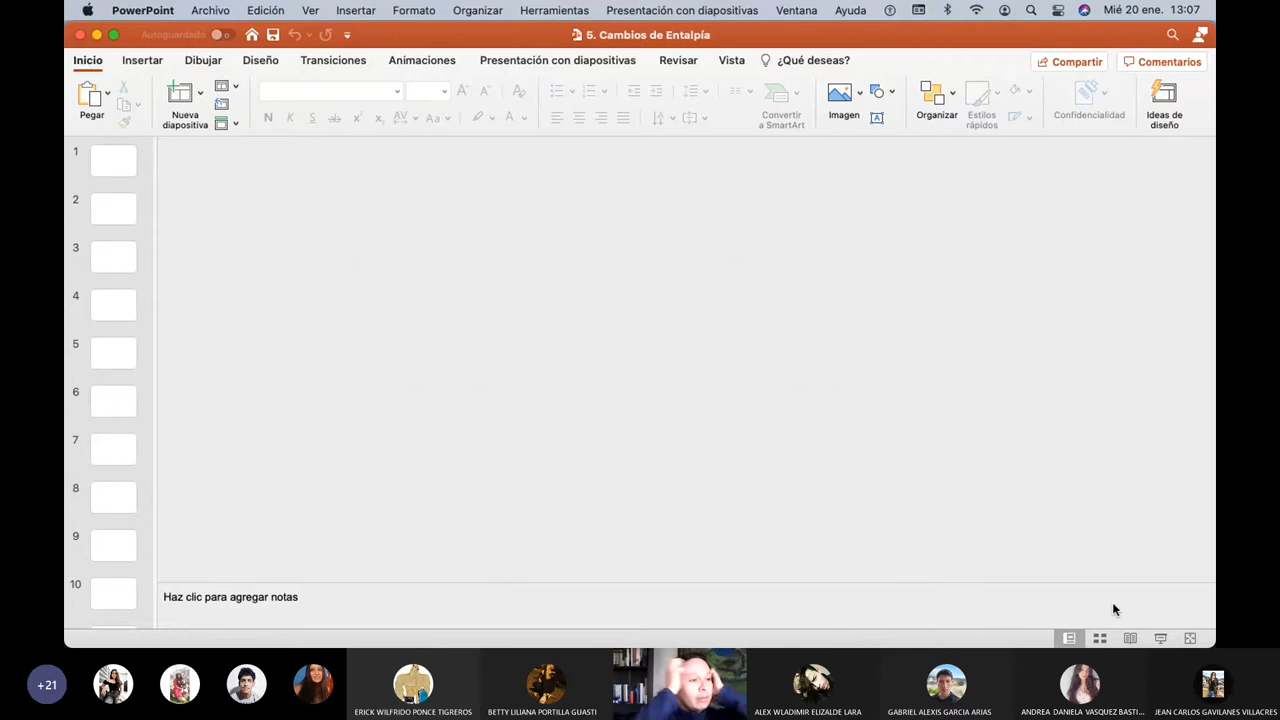 PowerPoint Archivo Edición Ver Insertar Formato Organizar Herramientas Presentación con diapositivas Ventana Ayuda Mié 20 ene. 13:07
Autoguardado 5. Cambios de Entalpía
Inicio Insertar Dibujar Diseño Transiciones Animaciones Presentación con diapositivas Revisar Vista ¿Qué deseas? Compartir Comentarios
Pegar Nueva diapositiva N K S X AV Aa A Convertir a SmartArt Imagen Organizar Estilos rápidos Confidencialidad Ideas de diseño
1
2
3
4
5
6
7
8
9
10
Haz clic para agregar notas
+21 ERICK WILFRIDO PONCE TIGREROS BETTY LILIANA PORTILLA GUASTI ALEX WLADIMIR ELIZALDE LARA GABRIEL ALEXIS GARCIA ARIAS ANDREA DANIELA VASQUEZ BASTI... JEAN CARLOS GAVILANES VILLACRES